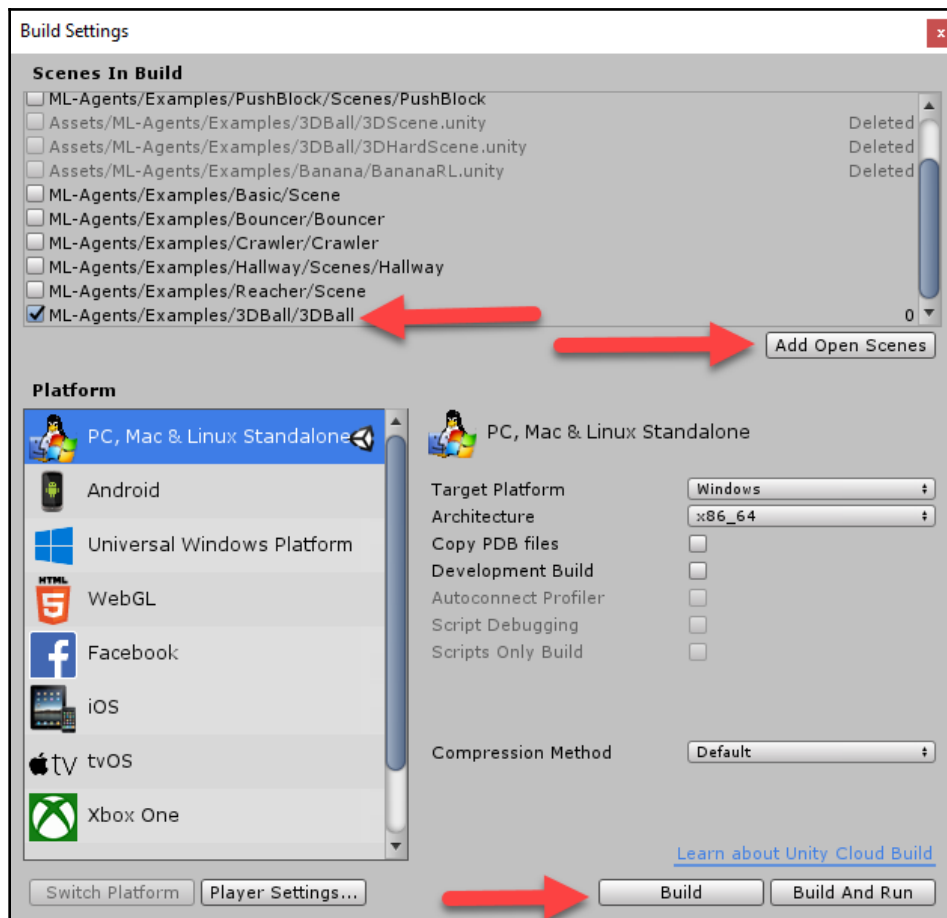 Build Settings
x
Scenes In Build
ML-Agents/Examples/PushBlock/Scenes/PushBlock
Assets/ML-Agents/Examples/3DBall/3DScene.unity Deleted
Assets/ML-Agents/Examples/3DBall/3DHardScene.unity Deleted
Assets/ML-Agents/Examples/Banana/BananaRL.unity Deleted
ML-Agents/Examples/Basic/Scene
ML-Agents/Examples/Bouncer/Bouncer
ML-Agents/Examples/Crawler/Crawler
ML-Agents/Examples/Hallway/Scenes/Hallway
ML-Agents/Examples/Reacher/Scene
ML-Agents/Examples/3DBall/3DBall 0
Add Open Scenes
Platform
PC, Mac & Linux Standalone
Android
Universal Windows Platform
HTML
5
WebGL
f
Facebook
iOS
tv
tvOS
Xbox One
PC, Mac & Linux Standalone
Target Platform Windows
Architecture x86_64
Copy PDB files
Development Build
Autoconnect Profiler
Script Debugging
Scripts Only Build
Compression Method Default
Learn about Unity Cloud Build
Switch Platform Player Settings... Build Build And Run